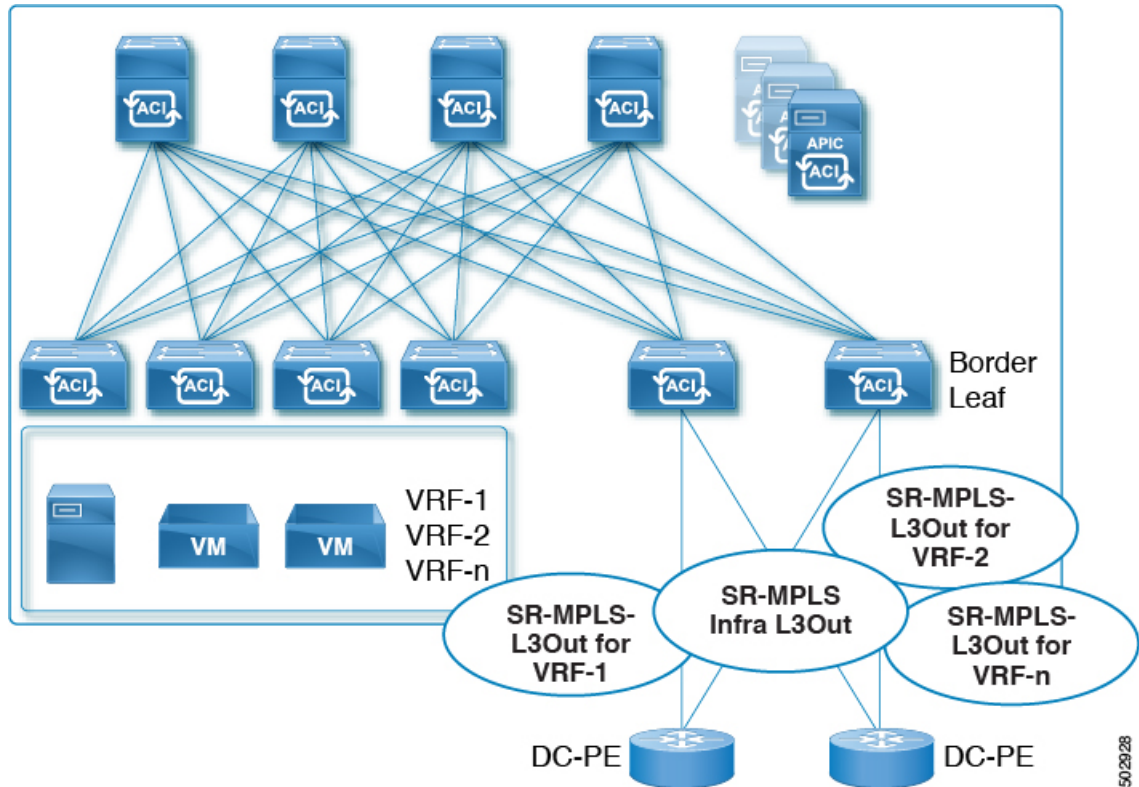 ACI
ACI
ACI
ACI
APIC
ACI
ACI
ACI
ACI
ACI
ACI
ACI
Border
Leaf
VM
VM
VRF-1
VRF-2
VRF-n
SR-MPLS-
L3Out for
VRF-2
SR-MPLS-
L3Out for
VRF-1
SR-MPLS
Infra L3Out
SR-MPLS-
L3Out for
VRF-n
DC-PE
DC-PE
502928